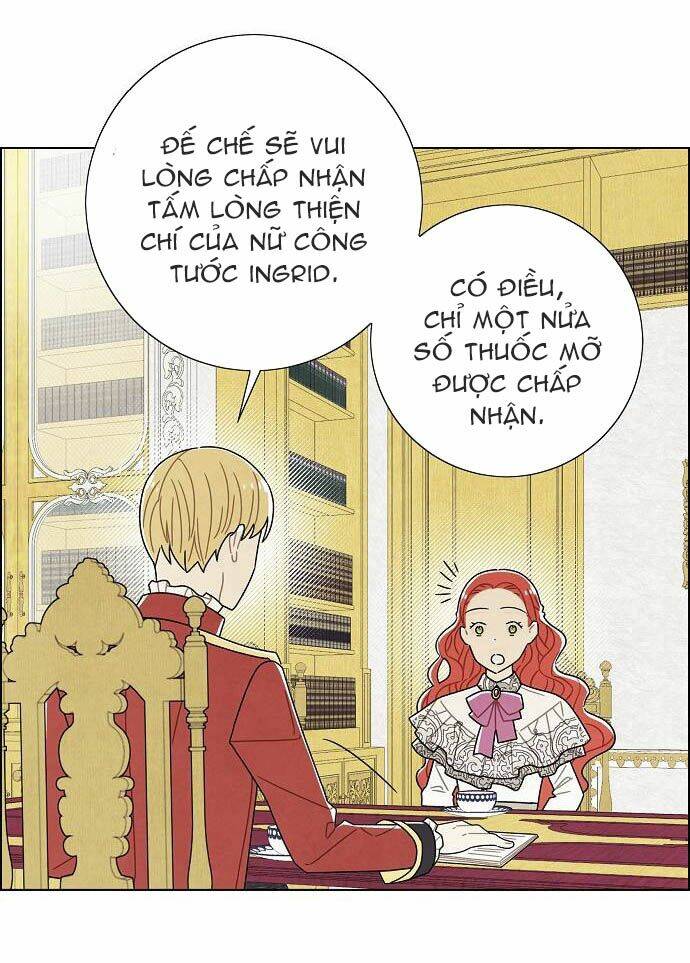 ĐẾ CHẾ SẼ VUI
LÒNG CHẤP NHẬN
TẤM LÒNG THIỆN
CHÍ CỦA NỮ CÔNG
TƯỚC INGRID.
CÓ ĐIỀU,
CHỈ MỘT NỬA
SỐ THUỐC MỠ
ĐƯỢC CHẤP
NHẬN.